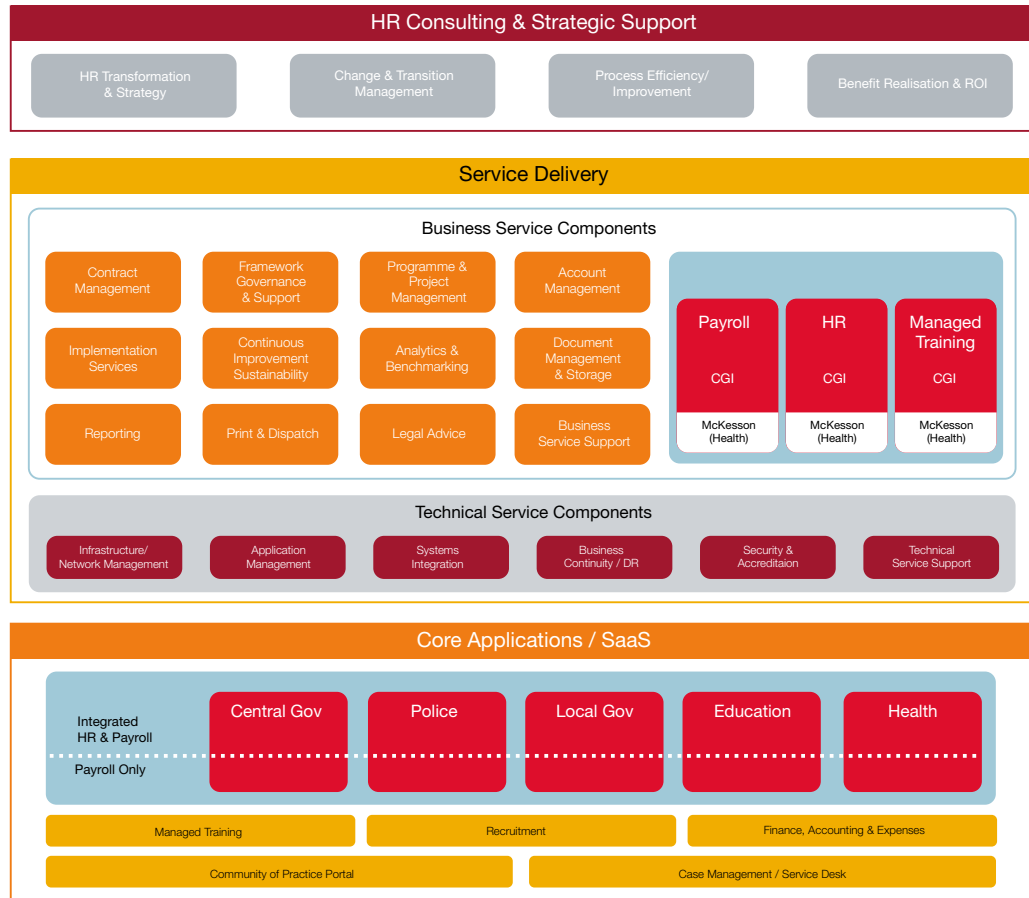 HR Consulting & Strategic Support
HR Transformation
& Strategy
Change & Transition
Management
Process Efficiency/
Improvement
Benefit Realisation & ROI
Service Delivery
Business Service Components
Contract
Management
Framework
Governance
& Support
Programme &
Project
Management
Account
Management
Implementation
Services
Continuous
Improvement
Sustainability
Analytics &
Benchmarking
Document
Management
& Storage
Reporting
Print & Dispatch
Legal Advice
Business
Service Support
Payroll
CGI
McKesson
(Health)
HR
CGI
McKesson
(Health)
Managed
Training
CGI
McKesson
(Health)
Technical Service Components
Infrastructure/
Network Management
Application
Management
Systems
Integration
Business
Continuity / DR
Security &
Accreditaion
Technical
Service Support
Core Applications / SaaS
Integrated
HR & Payroll
Payroll Only
Central Gov
Police
Local Gov
Education
Health
Managed Training
Recruitment
Finance, Accounting & Expenses
Community of Practice Portal
Case Management / Service Desk